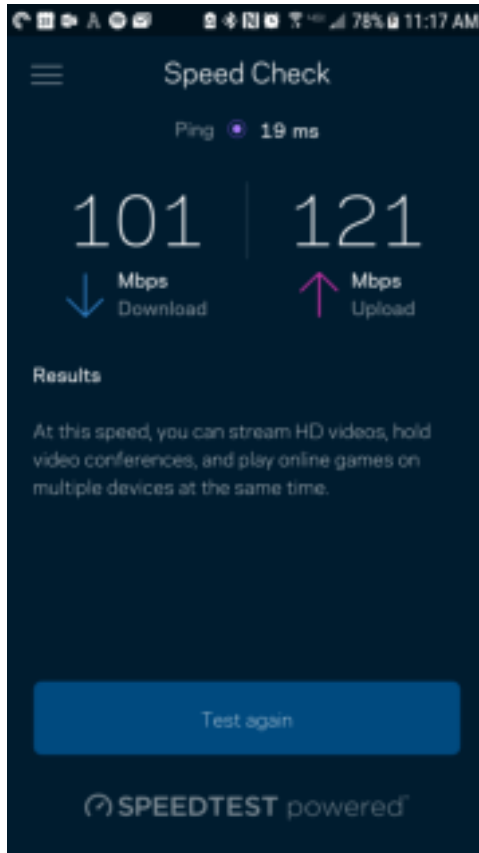 78% 11:17 AM
Speed Check
Ping 19 ms
101 121
Mbps Mbps
Download Upload
Results
At this speed, you can stream HD videos, hold
video conferences, and play online games on
multiple devices at the same time.
Test again
SPEEDTEST powered™